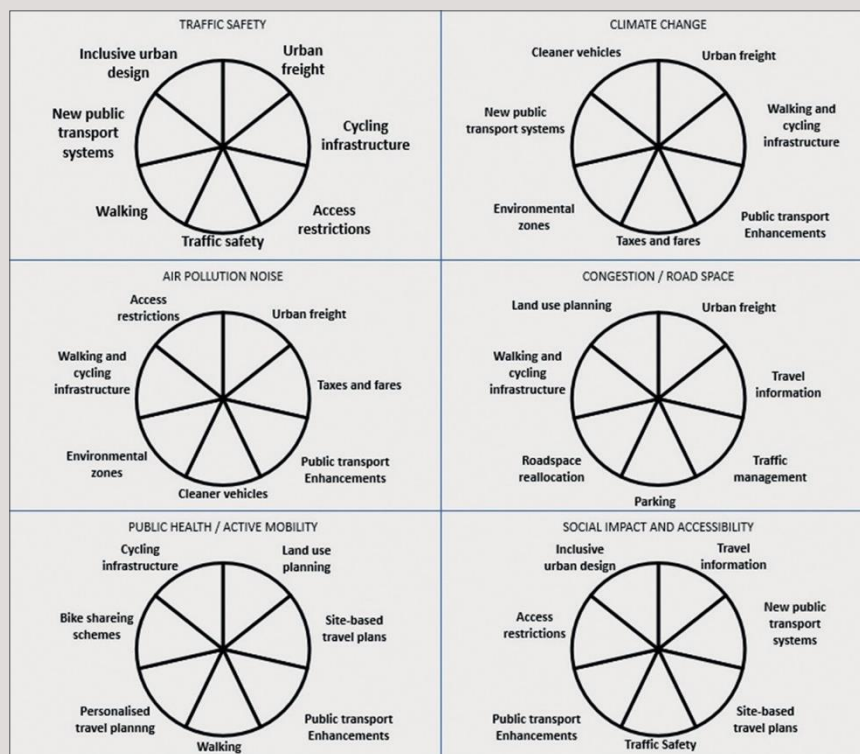 TRAFFIC SAFETY
Inclusive urban
design
Urban
freight
New public
transport
systems
Cycling
infrastructure
Walking
Access
restrictions
Traffic safety
CLIMATE CHANGE
Cleaner vehicles
Urban freight
New public
transport systems
Walking and
cycling
infrastructure
Environmental
zones
Public transport
Enhancements
Taxes and fares
AIR POLLUTION NOISE
Access
restrictions
Urban freight
Walking and
cycling
infrastructure
Taxes and fares
Environmental
zones
Public transport
Enhancements
Cleaner vehicles
CONGESTION / ROAD SPACE
Land use planning
Urban freight
Walking and
cycling
infrastructure
Travel
information
Roadspace
reallocation
Traffic
management
Parking
PUBLIC HEALTH / ACTIVE MOBILITY
Cycling
infrastructure
Land use
planning
Bike shareing
schemes
Site-based
travel plans
Personalised
travel plannng
Public transport
Enhancements
Walking
SOCIAL IMPACT AND ACCESSIBILITY
Inclusive
urban design
Travel
information
Access
restrictions
New public
transport
systems
Public transport
Enhancements
Site-based
travel plans
Traffic Safety